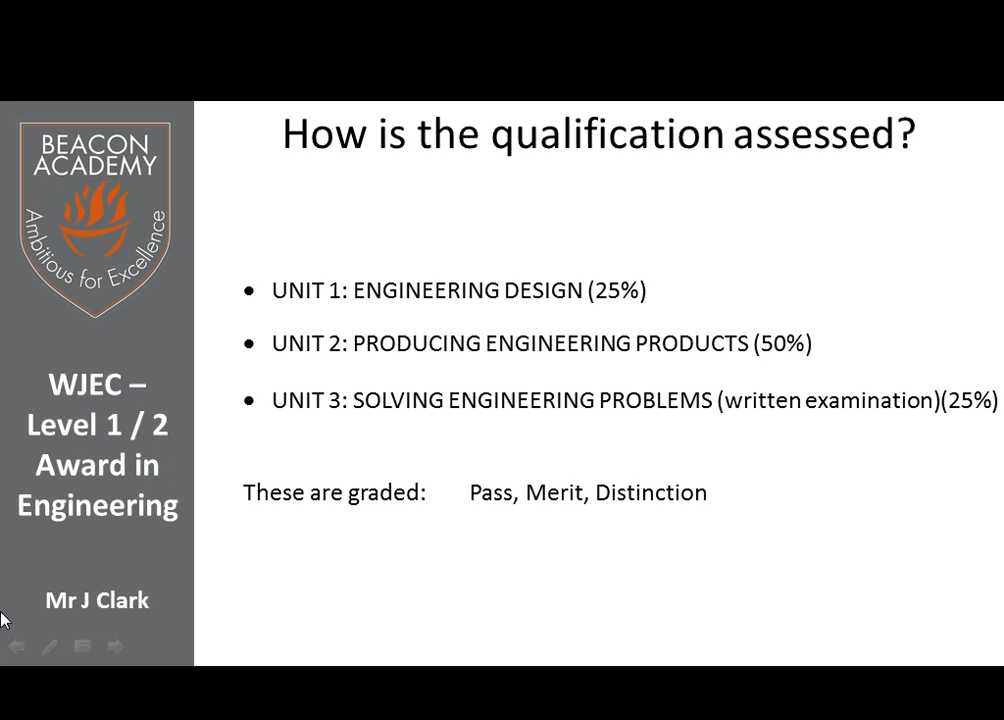 BEACON
ACADEMY
Ambitious for Excellence
WJEC –
Level 1 / 2
Award in
Engineering
Mr J Clark
How is the qualification assessed?
• UNIT 1: ENGINEERING DESIGN (25%)
• UNIT 2: PRODUCING ENGINEERING PRODUCTS (50%)
• UNIT 3: SOLVING ENGINEERING PROBLEMS (written examination)(25%)
These are graded: Pass, Merit, Distinction